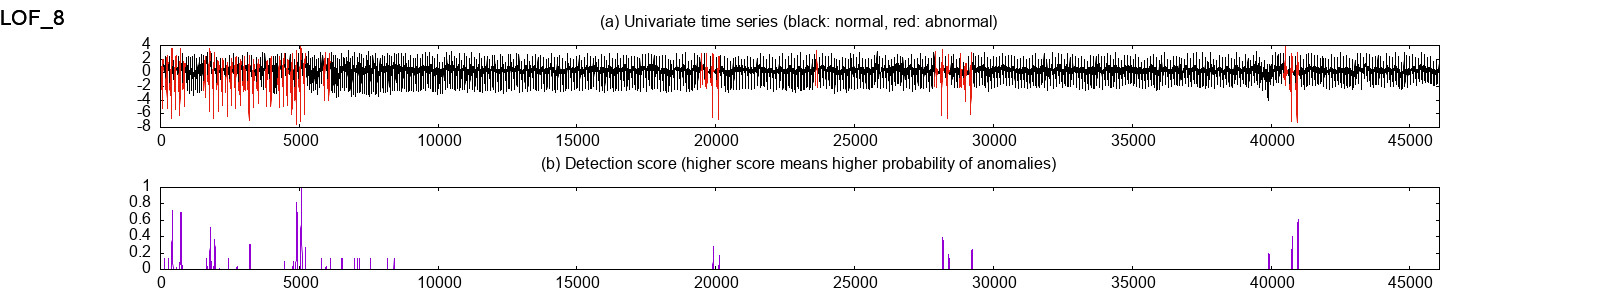 LOF_8
(a) Univariate time series (black: normal, red: abnormal)
4
2
0
-2
-4
-6
-8
0 5000 10000 15000 20000 25000 30000 35000 40000 45000
(b) Detection score (higher score means higher probability of anomalies)
1
0.8
0.6
0.4
0.2
0
0 5000 10000 15000 20000 25000 30000 35000 40000 45000